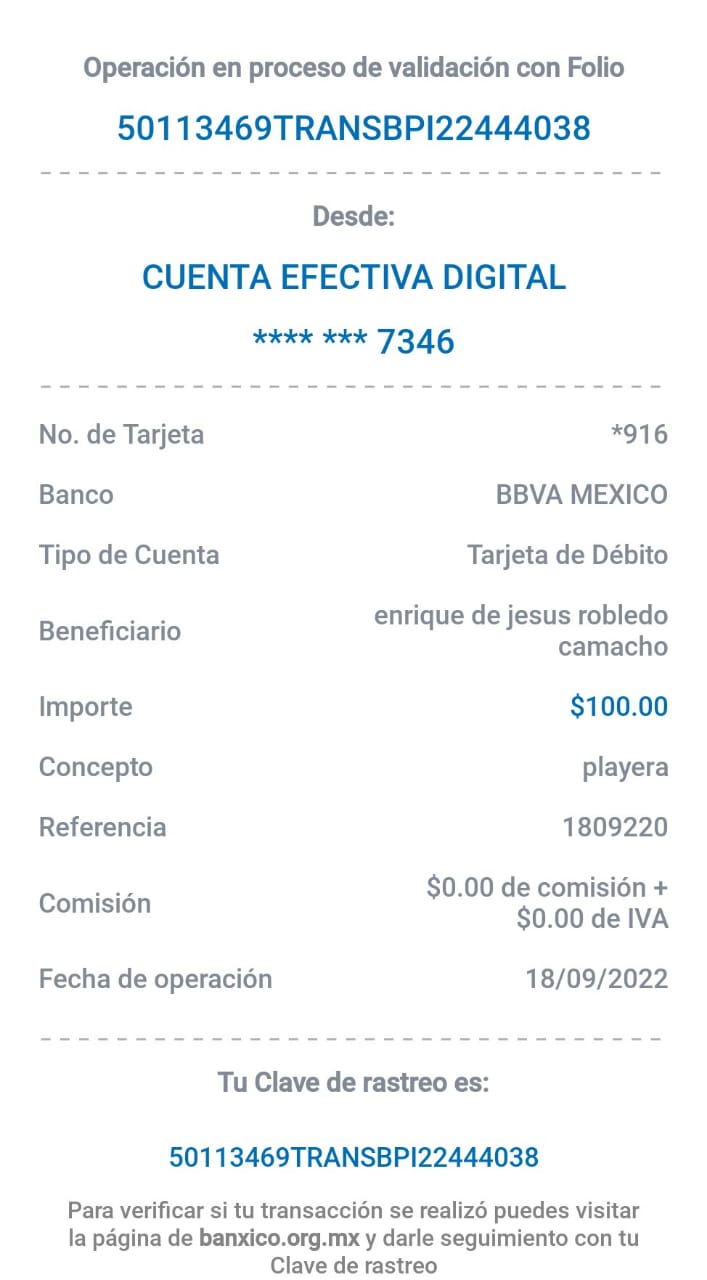 Operación en proceso de validación con Folio
50113469TRANSBPI22444038
Desde:
CUENTA EFECTIVA DIGITAL
**** *** 7346
No. de Tarjeta *916
Banco BBVA MEXICO
Tipo de Cuenta Tarjeta de Débito
Beneficiario enrique de jesus robledo
camacho
Importe $100.00
Concepto playera
Referencia 1809220
Comisión $0.00 de comisión +
$0.00 de IVA
Fecha de operación 18/09/2022
Tu Clave de rastreo es:
50113469TRANSBPI22444038
Para verificar si tu transacción se realizó puedes visitar
la página de banxico.org.mx y darle seguimiento con tu
Clave de rastreo